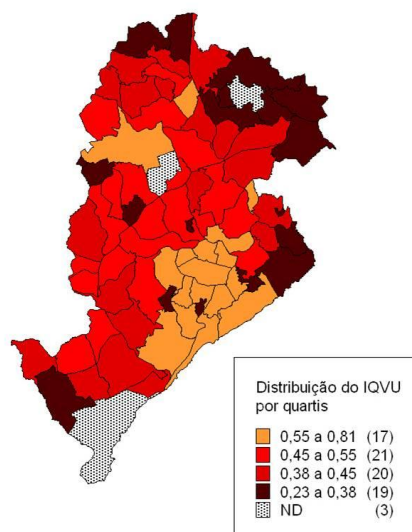 Distribuição do IQVU
por quartis
0,55 a 0,81 (17)
0,45 a 0,55 (21)
0,38 a 0,45 (20)
0,23 a 0,38 (19)
ND (3)